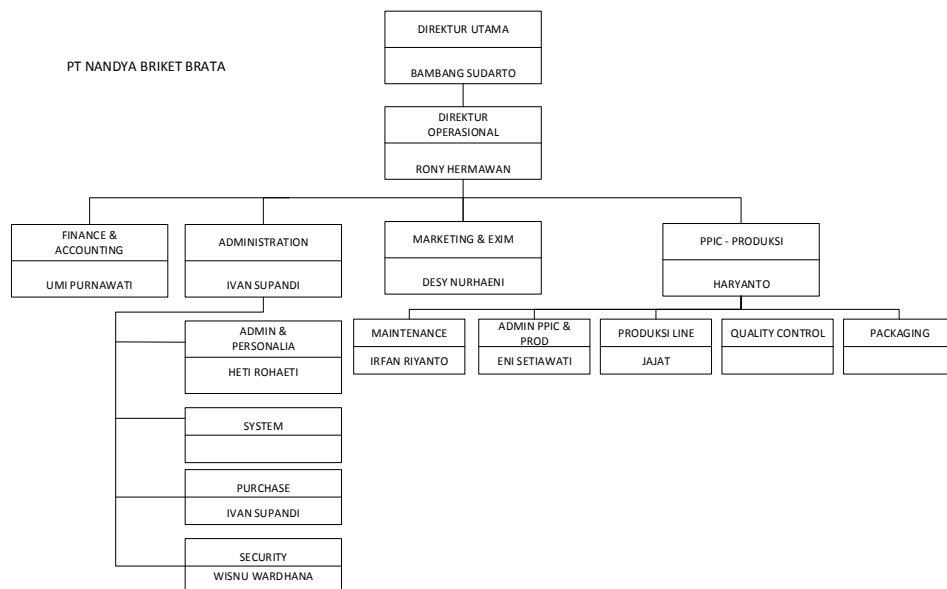 DIREKTUR UTAMA
PT NANDYA BRIKET BRATA
BAMBANG SUDARTO
DIREKTUR
OPERASIONAL
RONY HERMAWAN
FINANCE &
ACCOUNTING
UMI PURNAWATI
ADMINISTRATION
IVAN SUPANDI
MARKETING & EXIM
DESY NURHAENI
PPIC - PRODUKSI
HARYANTO
ADMIN &
PERSONALIA
HETI ROHAETI
MAINTENANCE
IRFAN RIYANTO
ADMIN PPIC &
PROD
ENI SETIAWATI
PRODUKSI LINE
JAJAT
QUALITY CONTROL
PACKAGING
SYSTEM
PURCHASE
IVAN SUPANDI
SECURITY
WISNU WARDHANA